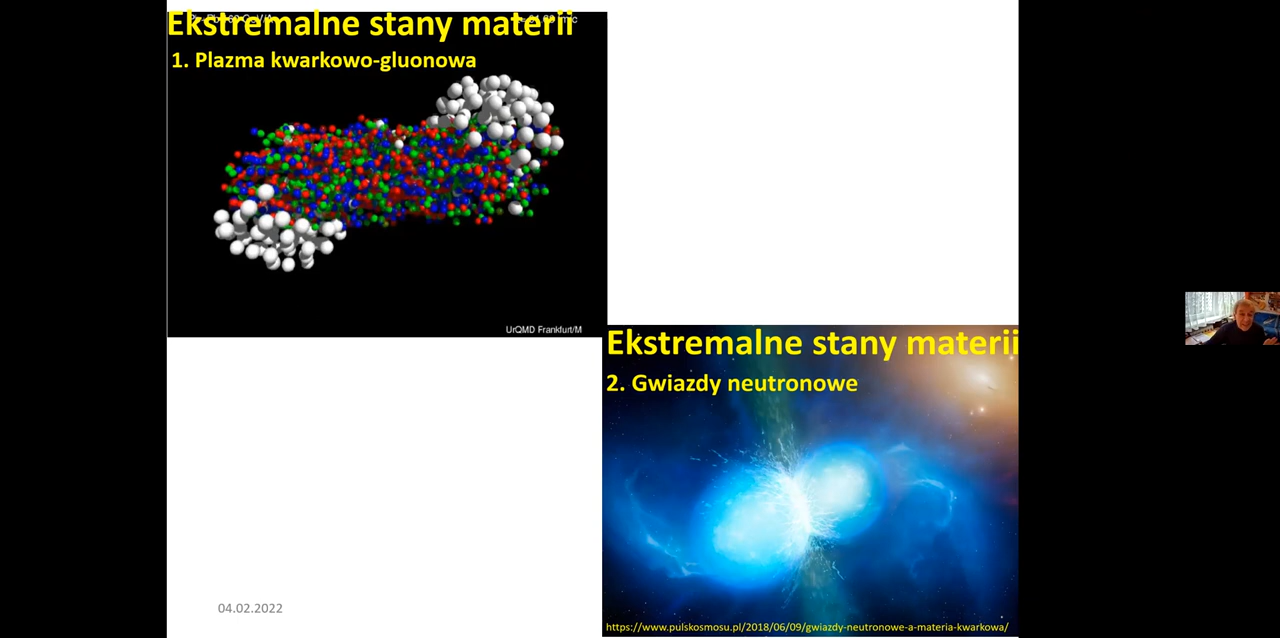 Ekstremalne stany materii
1. Plazma kwarkowo-gluonowa
UrQMD Frankfurt/M
Ekstremalne stany materii
2. Gwiazdy neutronowe
04.02.2022
https://www.pulskosmosu.pl/2018/06/09/gwiazdy-neutronowe-a-materia-kwarkowa/